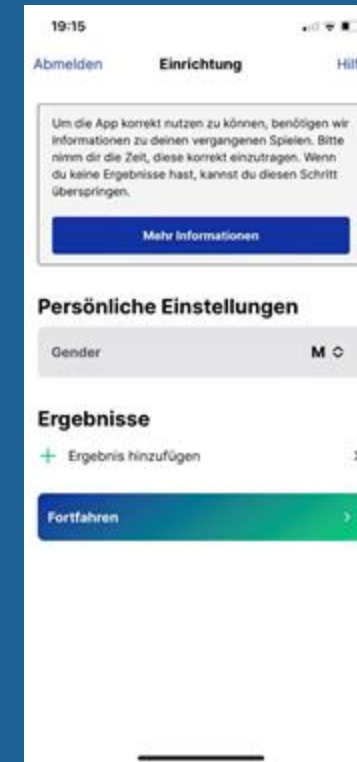 19:15
Abmelden Einrichtung Hilf
Um die App korrekt nutzen zu können, benötigen wir
Informationen zu deinen vergangenen Spielen. Bitte
nimm dir die Zeit, diese korrekt einzutragen. Wenn
du keine Ergebnisse hast, kannst du diesen Schritt
überspringen.
Mehr Informationen
Persönliche Einstellungen
Gender M
Ergebnisse
+ Ergebnis hinzufügen
Fortfahren